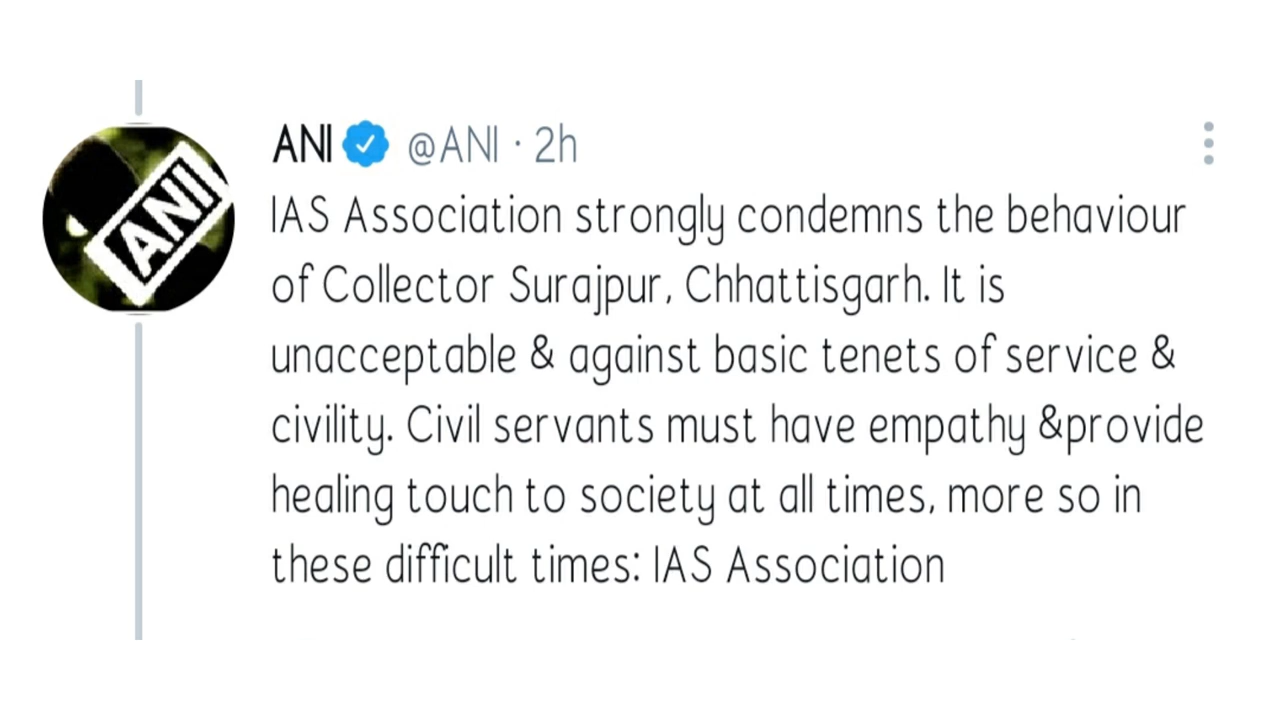 ANI @ANI · 2h
ANI
IAS Association strongly condemns the behaviour
of Collector Surajpur, Chhattisgarh. It is
unacceptable & against basic tenets of service &
civility. Civil servants must have empathy &provide
healing touch to society at all times, more so in
these difficult times: IAS Association